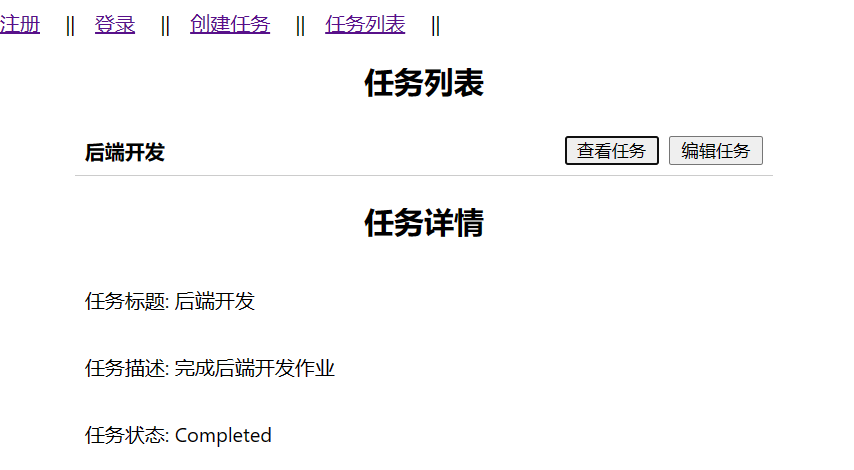 注册 || 登录 || 创建任务 || 任务列表 ||
任务列表
后端开发 查看任务 编辑任务
任务详情
任务标题: 后端开发
任务描述: 完成后端开发作业
任务状态: Completed